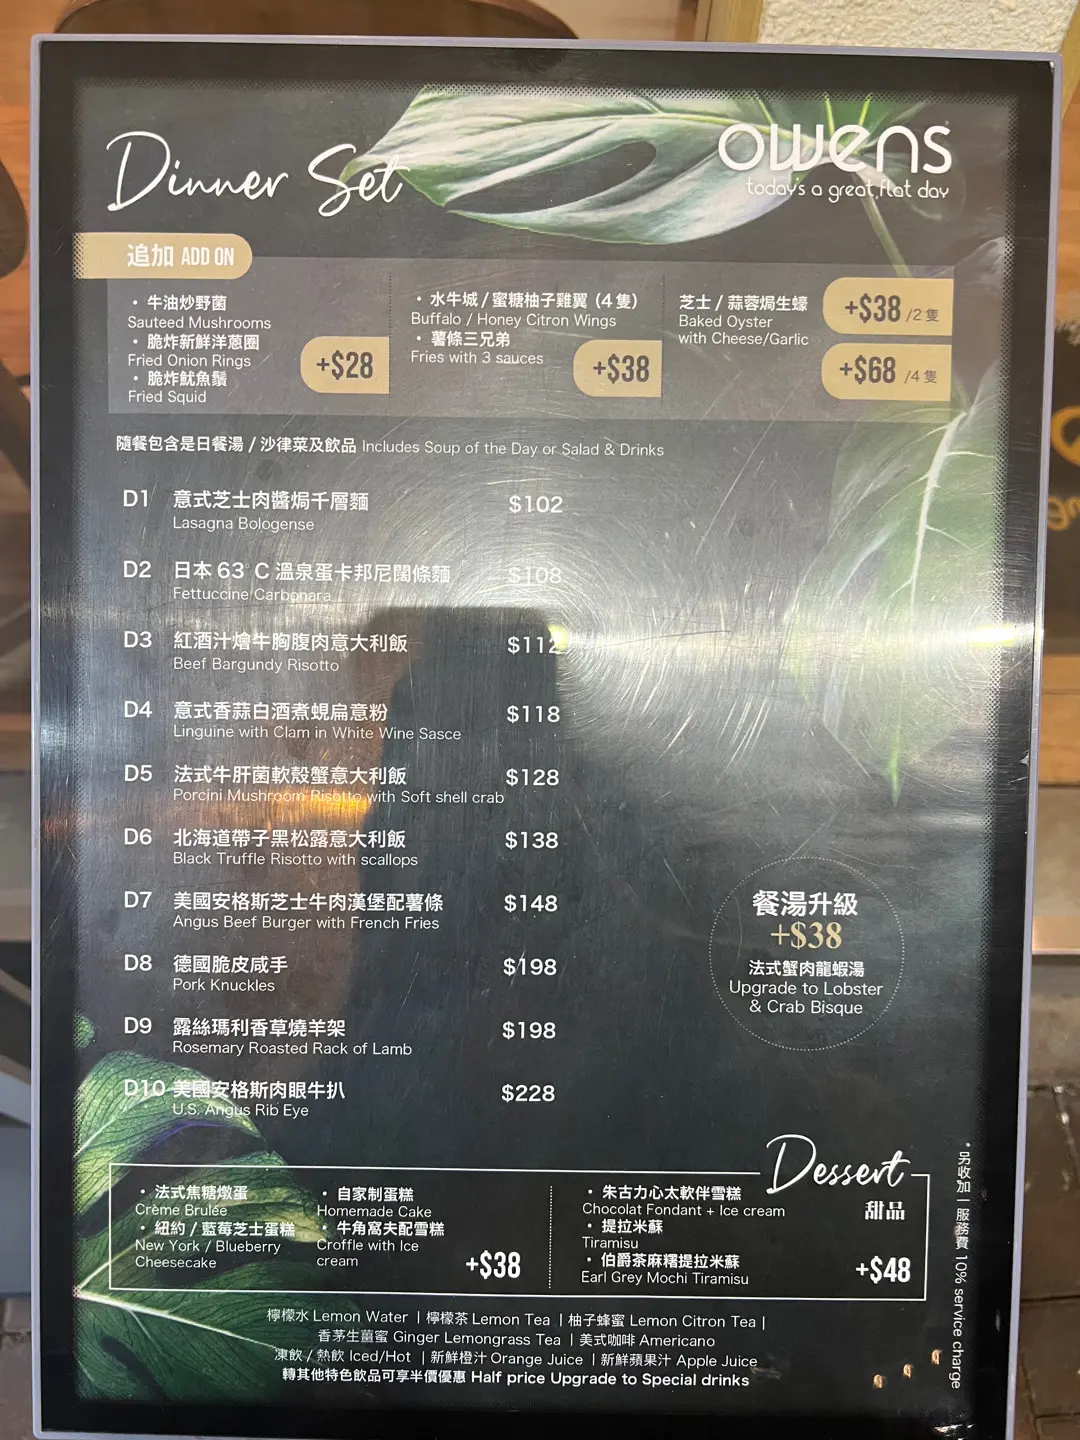 Dinner Set
owens
today's a great, flat day
追加 ADD ON
• 牛油炒野菌
Sauteed Mushrooms
• 脆炸新鮮洋蔥圈
Fried Onion Rings
• 脆炸魷魚鬚
Fried Squid
+$28
• 水牛城 / 蜜糖柚子雞翼 (4 隻)
Buffalo / Honey Citron Wings
• 薯條三兄弟
Fries with 3 sauces
+$38
芝士 / 蒜蓉焗生蠔
Baked Oyster
with Cheese/Garlic
+$38 /2 隻
+$68 /4 隻
隨餐包含是日餐湯 / 沙律菜及飲品 Includes Soup of the Day or Salad & Drinks
D1 意式芝士肉醬焗千層麵 $102
Lasagna Bologense
D2 日本 63°C 溫泉蛋卡邦尼闊條麵 $108
Fettuccine Carbonara
D3 紅酒汁燴牛胸腹肉意大利飯 $112
Beef Bargundy Risotto
D4 意式香蒜白酒煮蜆扁意粉 $118
Linguine with Clam in White Wine Sasce
D5 法式牛肝菌軟殼蟹意大利飯 $128
Porcini Mushroom Risotto with Soft shell crab
D6 北海道帶子黑松露意大利飯 $138
Black Truffle Risotto with scallops
D7 美國安格斯芝士牛肉漢堡配薯條 $148
Angus Beef Burger with French Fries
D8 德國脆皮咸手 $198
Pork Knuckles
D9 露絲瑪利香草燒羊架 $198
Rosemary Roasted Rack of Lamb
D10 美國安格斯肉眼牛扒 $228
U.S. Angus Rib Eye
餐湯升級
+$38
法式蟹肉龍蝦湯
Upgrade to Lobster
& Crab Bisque
Dessert
甜品
• 法式焦糖燉蛋
Crème Brulée
• 紐約 / 藍莓芝士蛋糕
New York / Blueberry
Cheesecake
• 自家制蛋糕
Homemade Cake
• 牛角窩夫配雪糕
Croffle with Ice
cream
+$38
• 朱古力心太軟伴雪糕
Chocolat Fondant + Ice cream
• 提拉米蘇
Tiramisu
• 伯爵茶麻糬提拉米蘇
Earl Grey Mochi Tiramisu
+$48
檸檬水 Lemon Water | 檸檬茶 Lemon Tea | 柚子蜂蜜 Lemon Citron Tea |
香茅生薑蜜 Ginger Lemongrass Tea | 美式咖啡 Americano
凍飲 / 熱飲 Iced/Hot | 新鮮橙汁 Orange Juice | 新鮮蘋果汁 Apple Juice
轉其他特色飲品可享半價優惠 Half price Upgrade to Special drinks
* 另收加一服務費 10% service charge